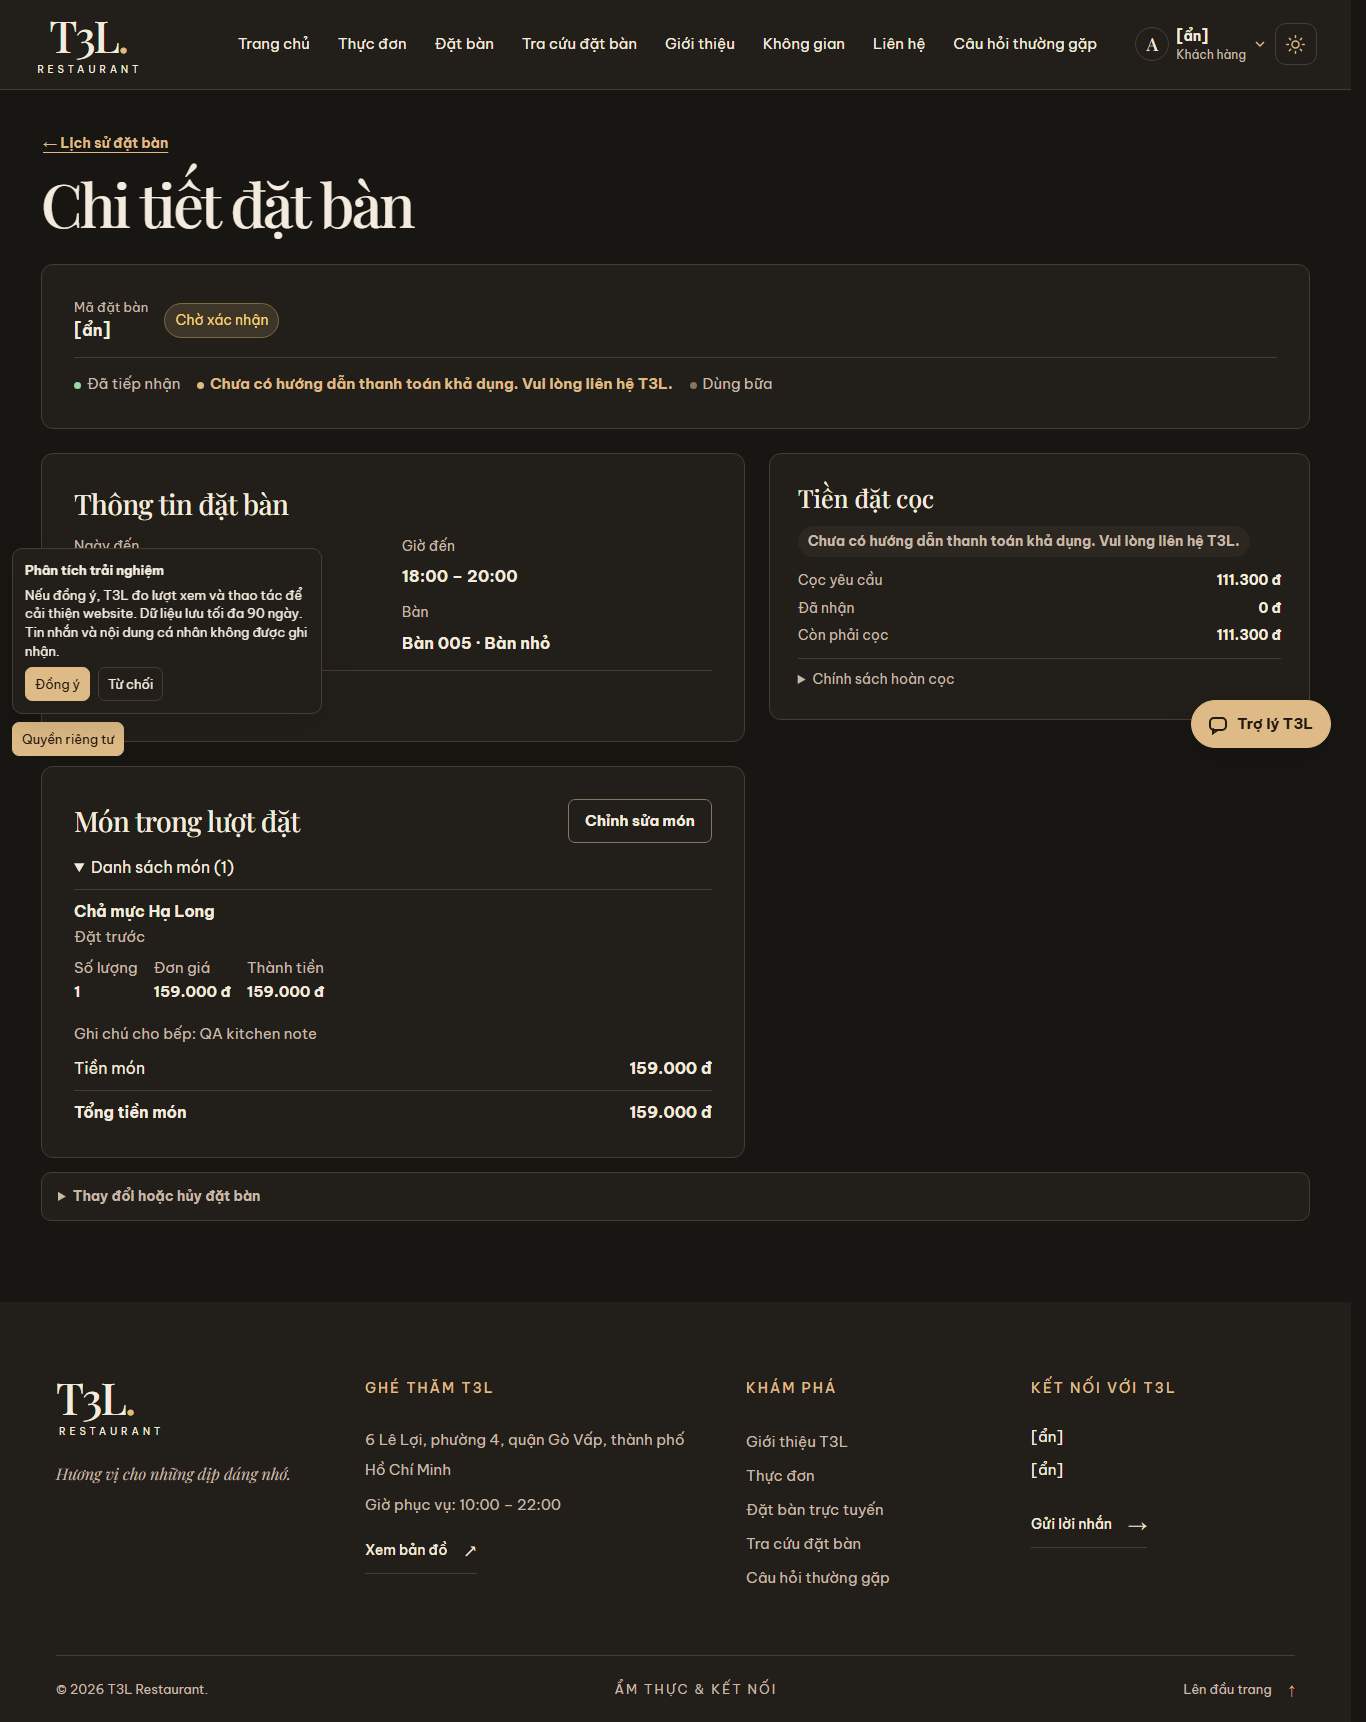 T3L.
RESTAURANT
Trang chủ
Thực đơn
Đặt bàn
Tra cứu đặt bàn
Giới thiệu
Không gian
Liên hệ
Câu hỏi thường gặp
A
[ẩn]
Khách hàng
← Lịch sử đặt bàn
Chi tiết đặt bàn
Mã đặt bàn
[ẩn]
Chờ xác nhận
Đã tiếp nhận
Chưa có hướng dẫn thanh toán khả dụng. Vui lòng liên hệ T3L.
Dùng bữa
Thông tin đặt bàn
Ngày đến
Giờ đến
18:00 – 20:00
Bàn
Bàn 005 · Bàn nhỏ
Phân tích trải nghiệm
Nếu đồng ý, T3L đo lượt xem và thao tác để
cải thiện website. Dữ liệu lưu tối đa 90 ngày.
Tin nhắn và nội dung cá nhân không được ghi
nhận.
Đồng ý
Từ chối
Quyền riêng tư
Tiền đặt cọc
Chưa có hướng dẫn thanh toán khả dụng. Vui lòng liên hệ T3L.
Cọc yêu cầu 111.300 đ
Đã nhận 0 đ
Còn phải cọc 111.300 đ
▶ Chính sách hoàn cọc
Trợ lý T3L
Món trong lượt đặt
Chỉnh sửa món
▼ Danh sách món (1)
Chả mực Hạ Long
Đặt trước
Số lượng Đơn giá Thành tiền
1 159.000 đ 159.000 đ
Ghi chú cho bếp: QA kitchen note
Tiền món 159.000 đ
Tổng tiền món 159.000 đ
▶ Thay đổi hoặc hủy đặt bàn
T3L.
RESTAURANT
Hương vị cho những dịp đáng nhớ.
GHÉ THĂM T3L
6 Lê Lợi, phường 4, quận Gò Vấp, thành phố
Hồ Chí Minh
Giờ phục vụ: 10:00 – 22:00
Xem bản đồ ↗
KHÁM PHÁ
Giới thiệu T3L
Thực đơn
Đặt bàn trực tuyến
Tra cứu đặt bàn
Câu hỏi thường gặp
KẾT NỐI VỚI T3L
[ẩn]
[ẩn]
Gửi lời nhắn →
© 2026 T3L Restaurant.
ẨM THỰC & KẾT NỐI
Lên đầu trang ↑